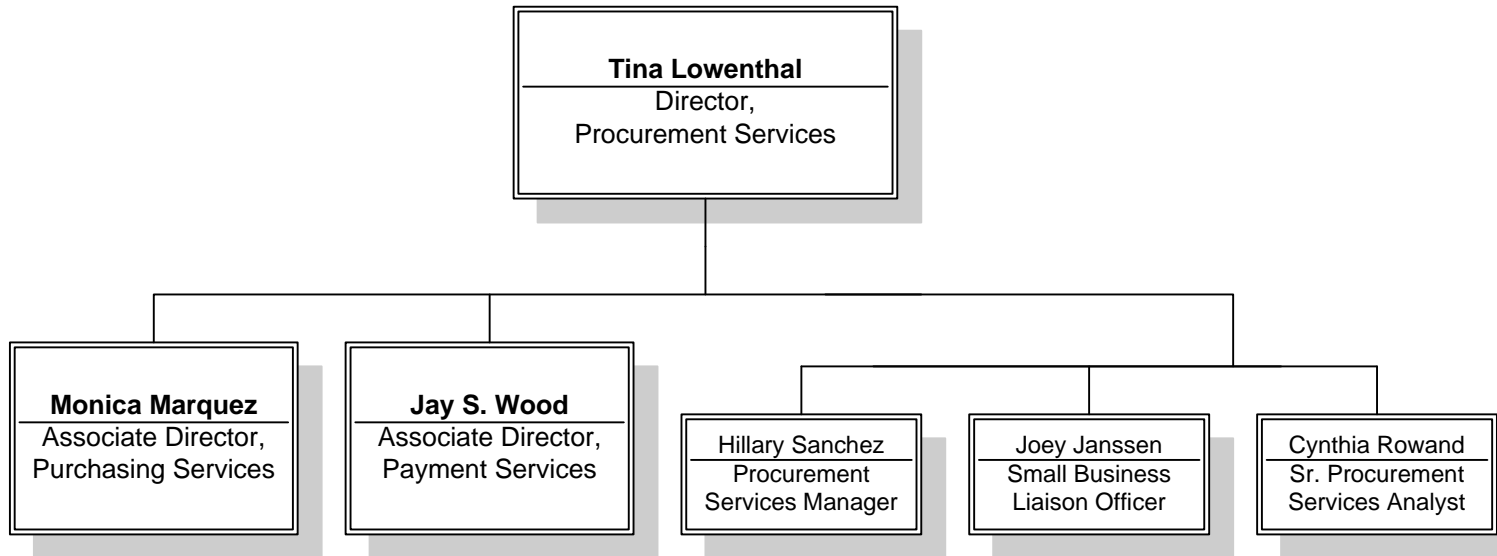 Tina Lowenthal
Director,
Procurement Services
Monica Marquez
Associate Director,
Purchasing Services
Jay S. Wood
Associate Director,
Payment Services
Hillary Sanchez
Procurement
Services Manager
Joey Janssen
Small Business
Liaison Officer
Cynthia Rowand
Sr. Procurement
Services Analyst